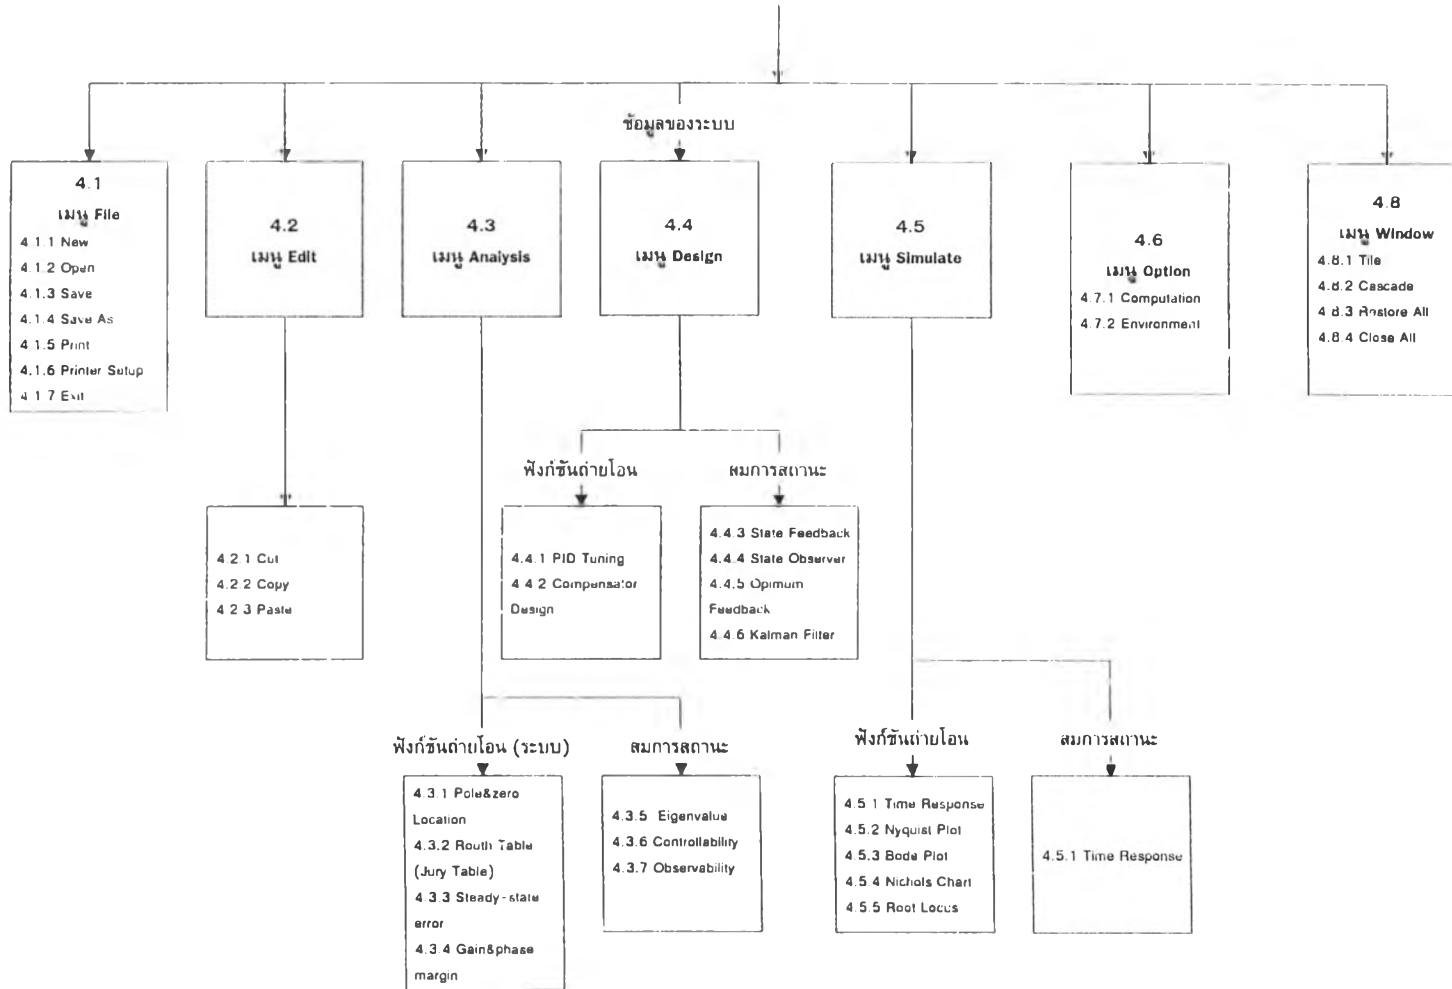 ข้อมูลของระบบ
4.1
เมนู File
4.1.1 New
4.1.2 Open
4.1.3 Save
4.1.4 Save As
4.1.5 Print
4.1.6 Printer Setup
4.1.7 Exit
4.2
เมนู Edit
4.3
เมนู Analysis
4.4
เมนู Design
4.5
เมนู Simulate
4.6
เมนู Option
4.7.1 Computation
4.7.2 Environment
4.8
เมนู Window
4.8.1 Tile
4.8.2 Cascade
4.8.3 Restore All
4.8.4 Close All
ฟังก์ชันถ่ายโอน
สมการสถานะ
4.2.1 Cut
4.2.2 Copy
4.2.3 Paste
4.4.1 PID Tuning
4.4.2 Compensator
Design
4.4.3 State Feedback
4.4.4 State Observer
4.4.5 Opimum
Feedback
4.4.6 Kalman Filter
ฟังก์ชันถ่ายโอน (ระบบ)
สมการสถานะ
ฟังก์ชันถ่ายโอน
สมการสถานะ
4.3.1 Pole&zero
Location
4.3.2 Routh Table
(Jury Table)
4.3.3 Steady-state
error
4.3.4 Gain&phase
margin
4.3.5 Eigenvalue
4.3.6 Controllability
4.3.7 Observability
4.5.1 Time Response
4.5.2 Nyquist Plot
4.5.3 Bode Plot
4.5.4 Nichols Chart
4.5.5 Root Locus
4.5.1 Time Response